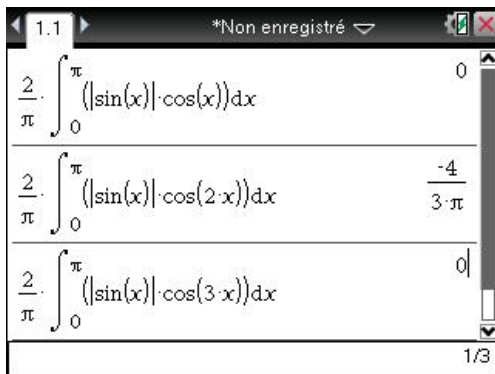 1.1 *Non enregistré
2/π · ∫₀^π (|sin(x)|·cos(x))dx 0
2/π · ∫₀^π (|sin(x)|·cos(2·x))dx -4/(3·π)
2/π · ∫₀^π (|sin(x)|·cos(3·x))dx 0
1/3